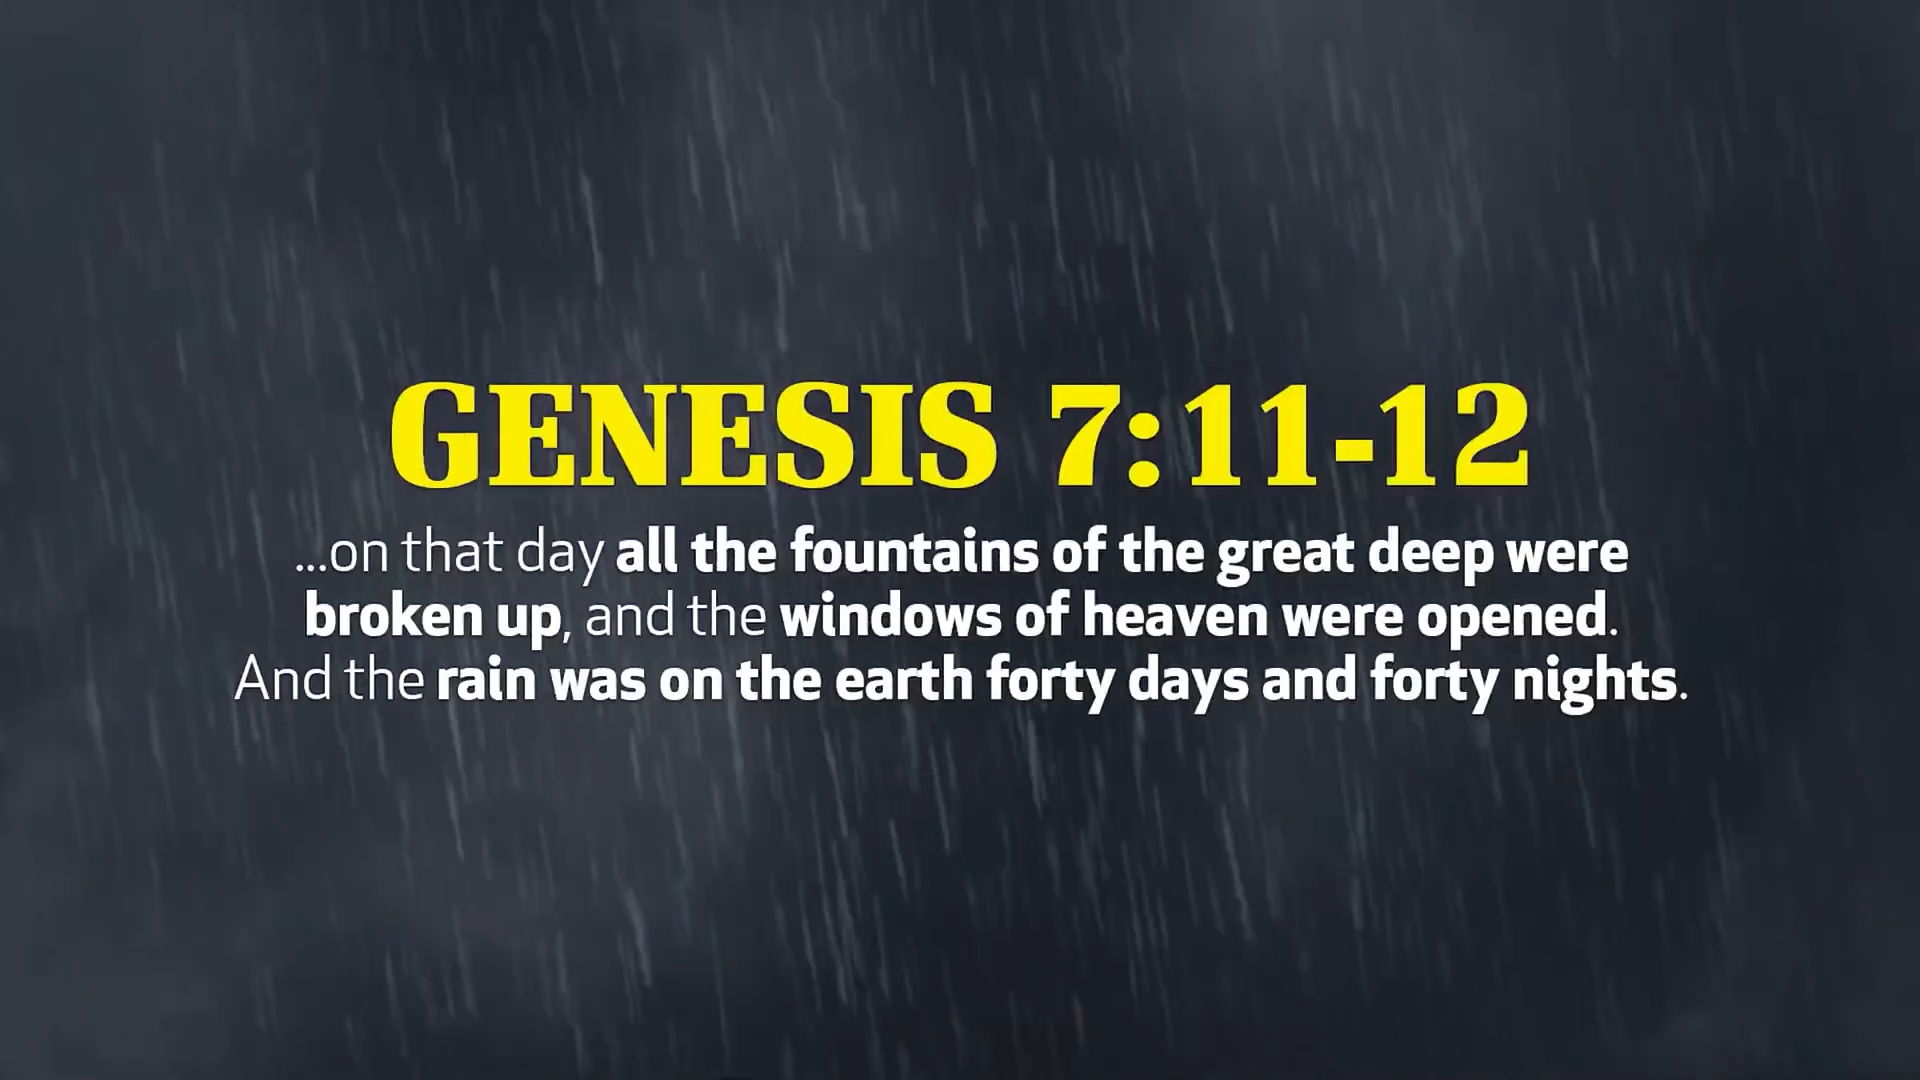 GENESIS 7:11-12
...on that day all the fountains of the great deep were
broken up, and the windows of heaven were opened.
And the rain was on the earth forty days and forty nights.